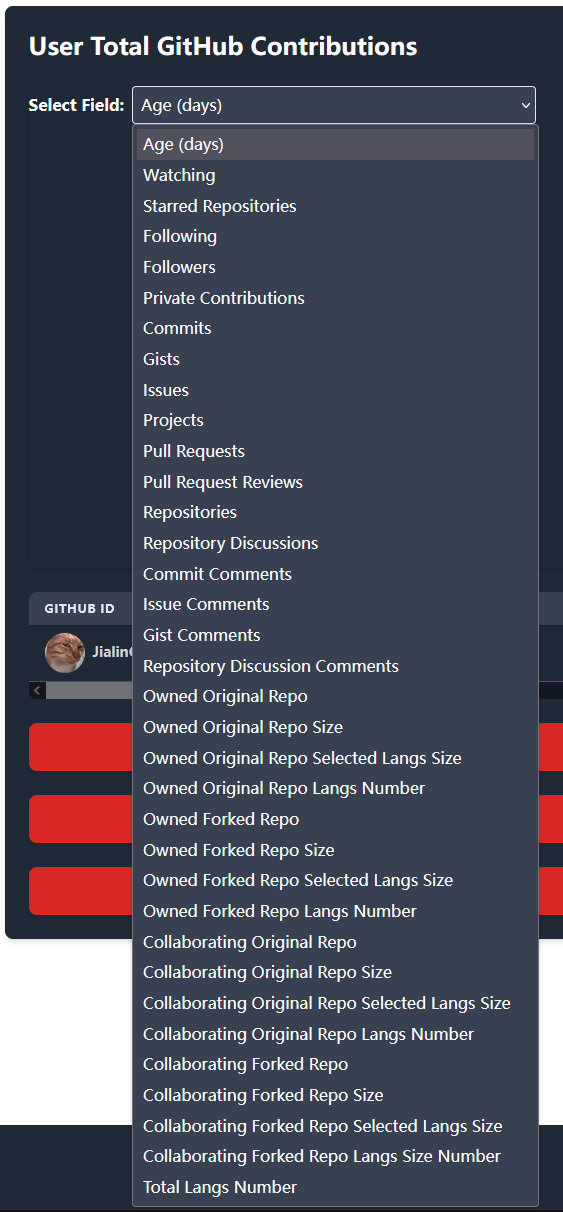 User Total GitHub Contributions
Select Field: Age (days)
Age (days)
Watching
Starred Repositories
Following
Followers
Private Contributions
Commits
Gists
Issues
Projects
Pull Requests
Pull Request Reviews
Repositories
Repository Discussions
Commit Comments
Issue Comments
Gist Comments
Repository Discussion Comments
Owned Original Repo
Owned Original Repo Size
Owned Original Repo Selected Langs Size
Owned Original Repo Langs Number
Owned Forked Repo
Owned Forked Repo Size
Owned Forked Repo Selected Langs Size
Owned Forked Repo Langs Number
Collaborating Original Repo
Collaborating Original Repo Size
Collaborating Original Repo Selected Langs Size
Collaborating Original Repo Langs Number
Collaborating Forked Repo
Collaborating Forked Repo Size
Collaborating Forked Repo Selected Langs Size
Collaborating Forked Repo Langs Size Number
Total Langs Number
GITHUB ID